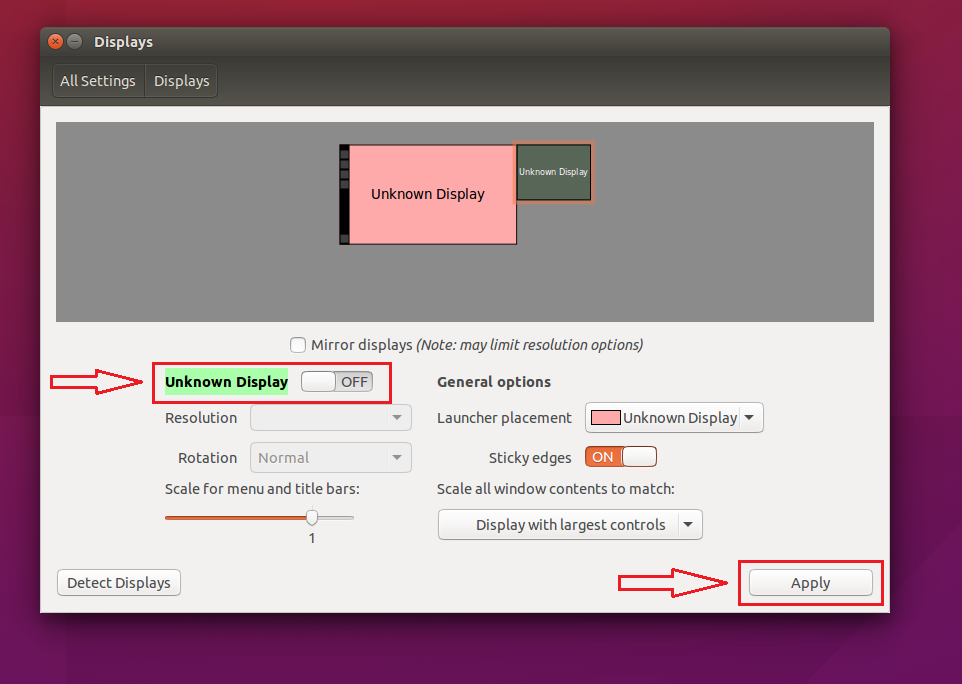 Displays
All Settings Displays
Unknown Display
Unknown Display
Mirror displays (Note: may limit resolution options)
Unknown Display OFF
General options
Resolution
Launcher placement Unknown Display
Rotation Normal
Sticky edges ON
Scale for menu and title bars:
Scale all window contents to match:
1
Display with largest controls
Detect Displays
Apply